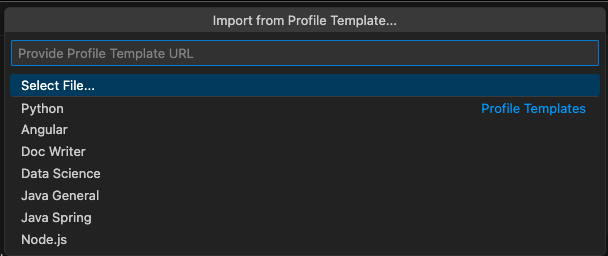 Import from Profile Template...
Provide Profile Template URL
Select File...
Python Profile Templates
Angular
Doc Writer
Data Science
Java General
Java Spring
Node.js